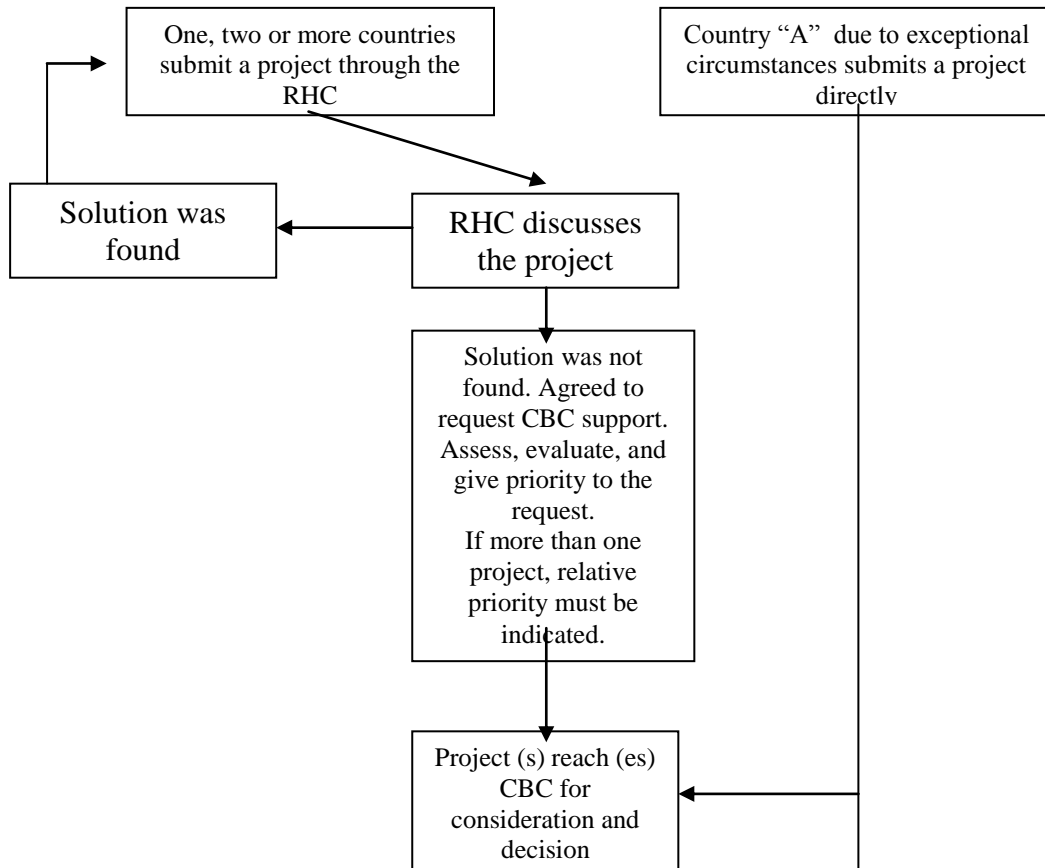 One, two or more countries
submit a project through the
RHC
Country “A” due to exceptional
circumstances submits a project
directly
Solution was
found
RHC discusses
the project
Solution was not
found. Agreed to
request CBC support.
Assess, evaluate, and
give priority to the
request.
If more than one
project, relative
priority must be
indicated.
Project (s) reach (es)
CBC for
consideration and
decision